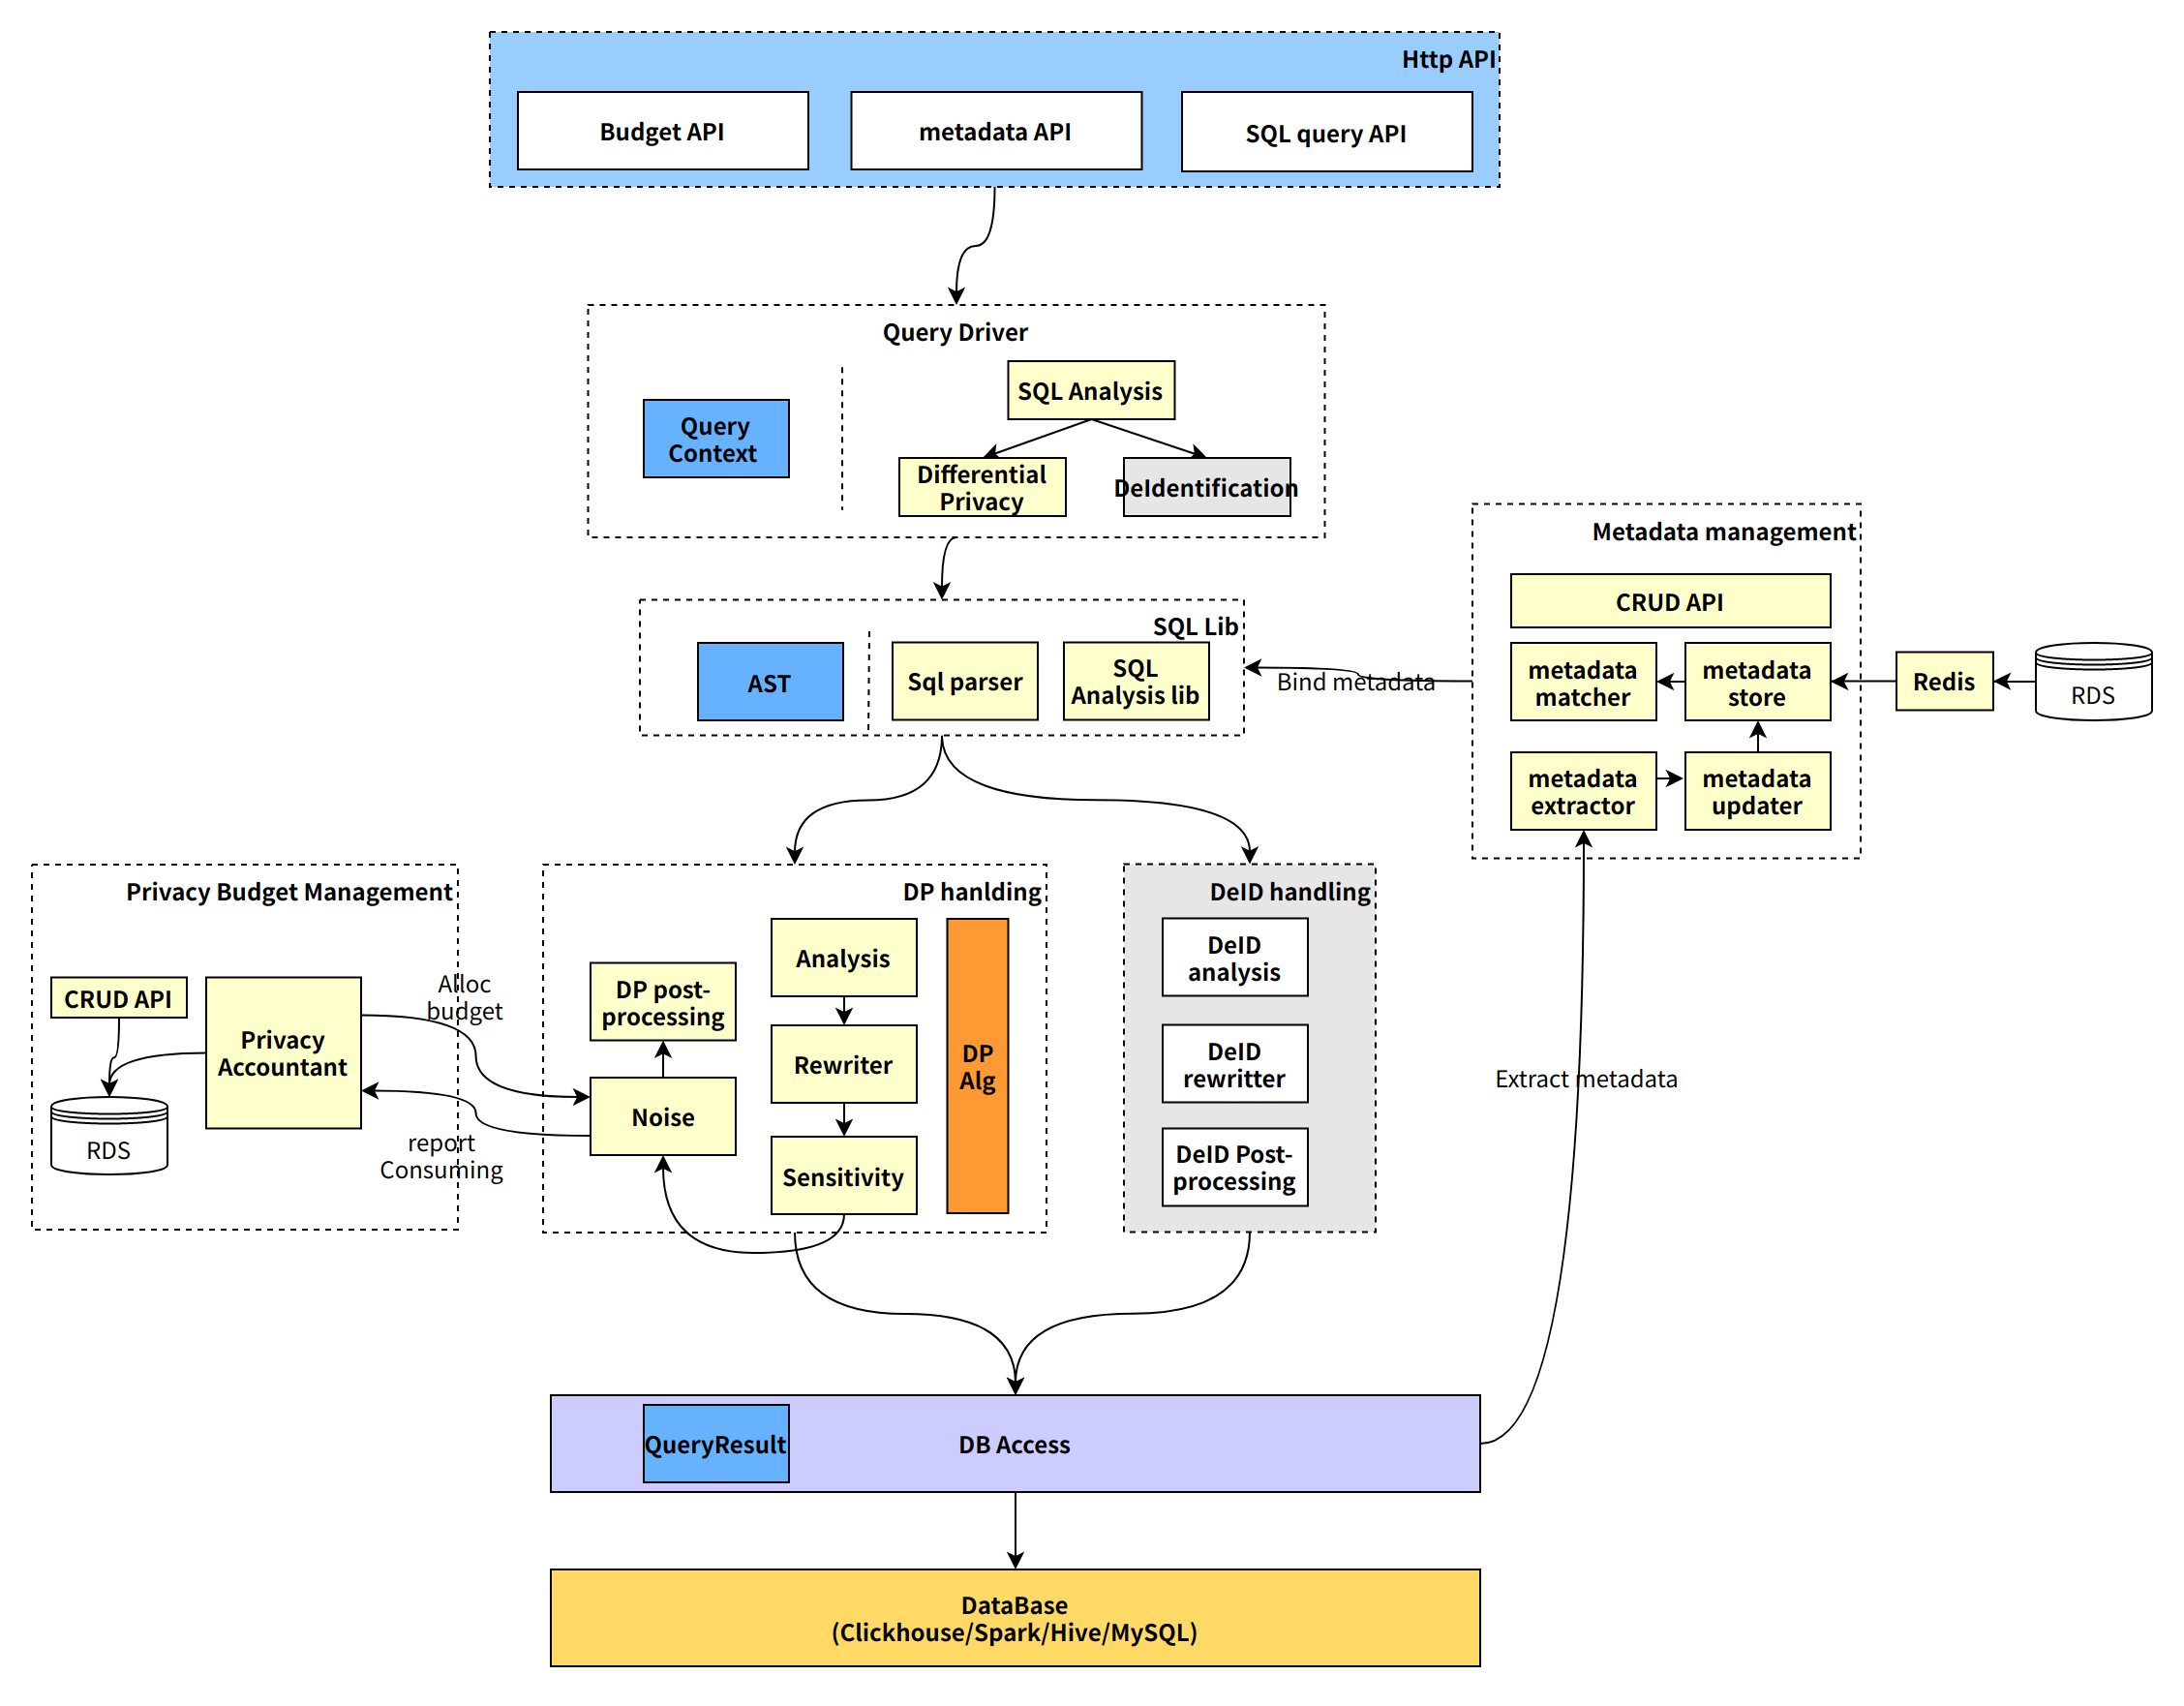 Http API
Budget API
metadata API
SQL query API
Query Driver
SQL Analysis
Query
Context
Differential
Privacy
DeIdentification
Metadata management
CRUD API
SQL Lib
AST
Sql parser
SQL
Analysis lib
Bind metadata
metadata
matcher
metadata
store
Redis
RDS
metadata
extractor
metadata
updater
Privacy Budget Management
CRUD API
Privacy
Accountant
RDS
Alloc
budget
report
Consuming
DP hanlding
Analysis
DP post-
processing
Rewriter
Noise
Sensitivity
DP
Alg
DeID handling
DeID
analysis
DeID
rewritter
DeID Post-
processing
Extract metadata
QueryResult
DB Access
DataBase
(Clickhouse/Spark/Hive/MySQL)